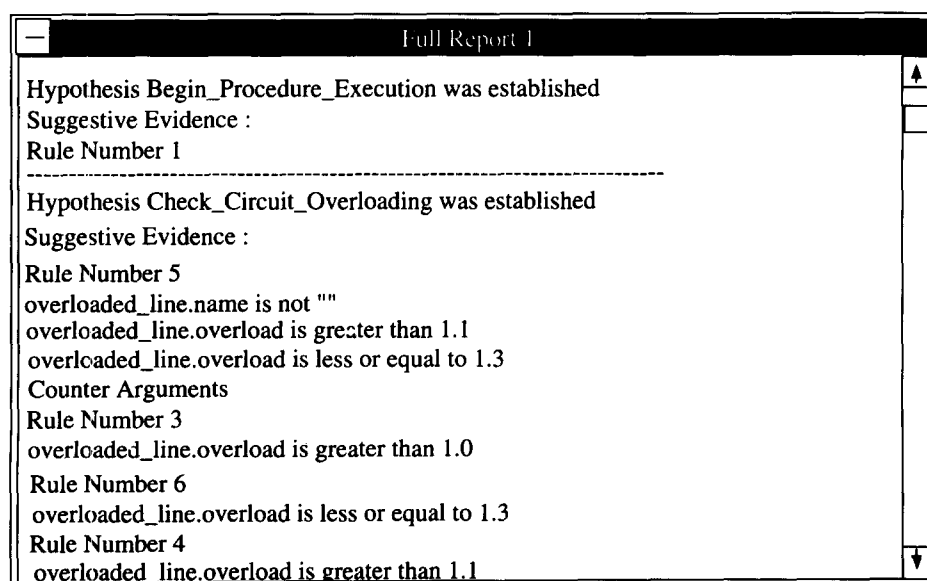 Full Report 1
Hypothesis Begin_Procedure_Execution was established
Suggestive Evidence :
Rule Number 1
--------------------------------------------------------------------------------
Hypothesis Check_Circuit_Overloading was established
Suggestive Evidence :
Rule Number 5
overloaded_line.name is not ""
overloaded_line.overload is greater than 1.1
overloaded_line.overload is less or equal to 1.3
Counter Arguments
Rule Number 3
overloaded_line.overload is greater than 1.0
Rule Number 6
overloaded_line.overload is less or equal to 1.3
Rule Number 4
overloaded_line.overload is greater than 1.1